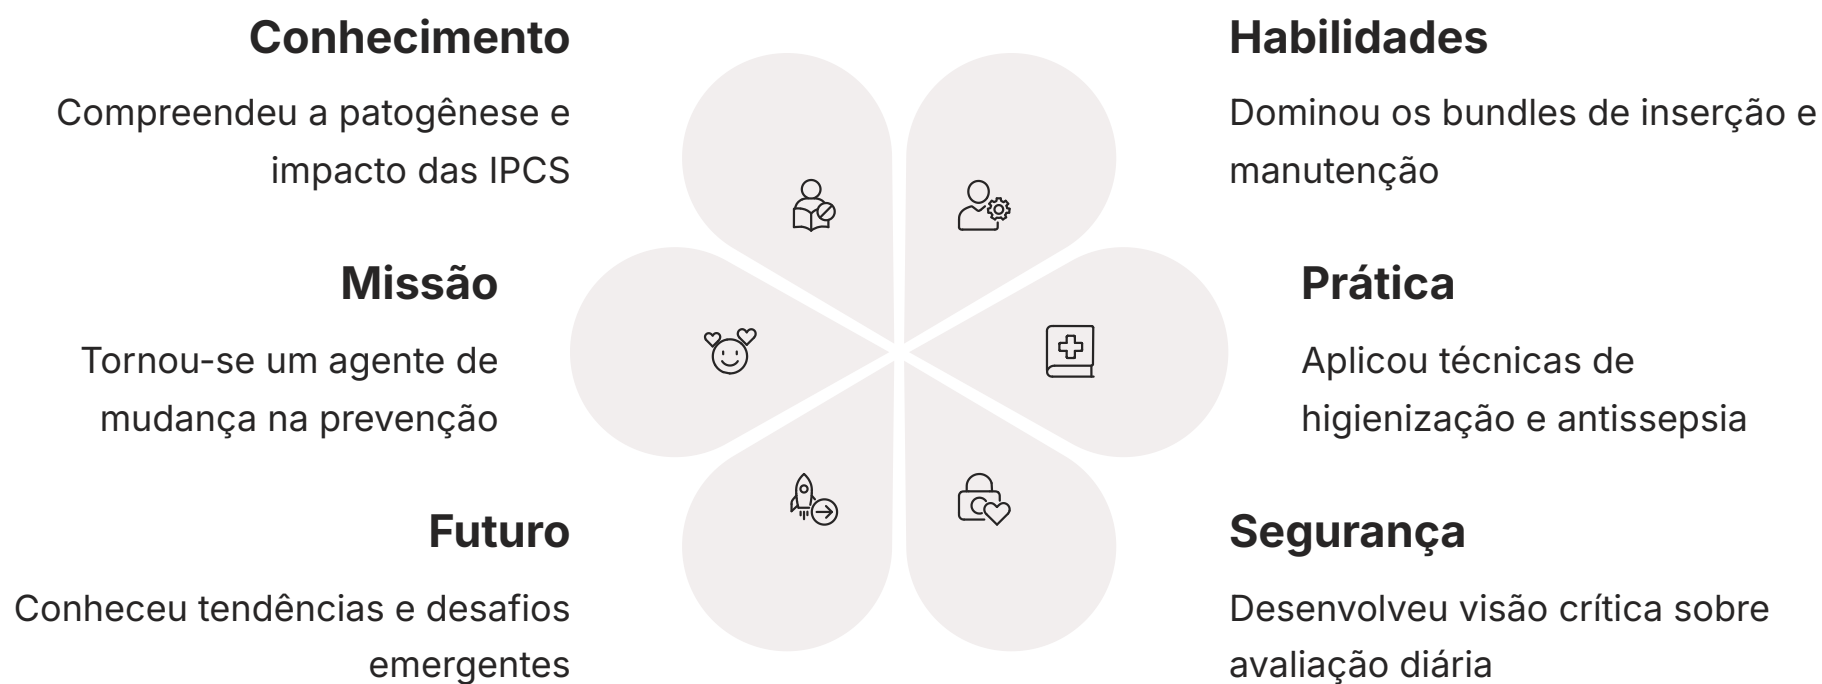 Conhecimento
Compreendeu a patogênese e
impacto das IPCS
Habilidades
Dominou os bundles de inserção e
manutenção
Missão
Tornou-se um agente de
mudança na prevenção
Prática
Aplicou técnicas de
higienização e antissepsia
Futuro
Conheceu tendências e desafios
emergentes
Segurança
Desenvolveu visão crítica sobre
avaliação diária